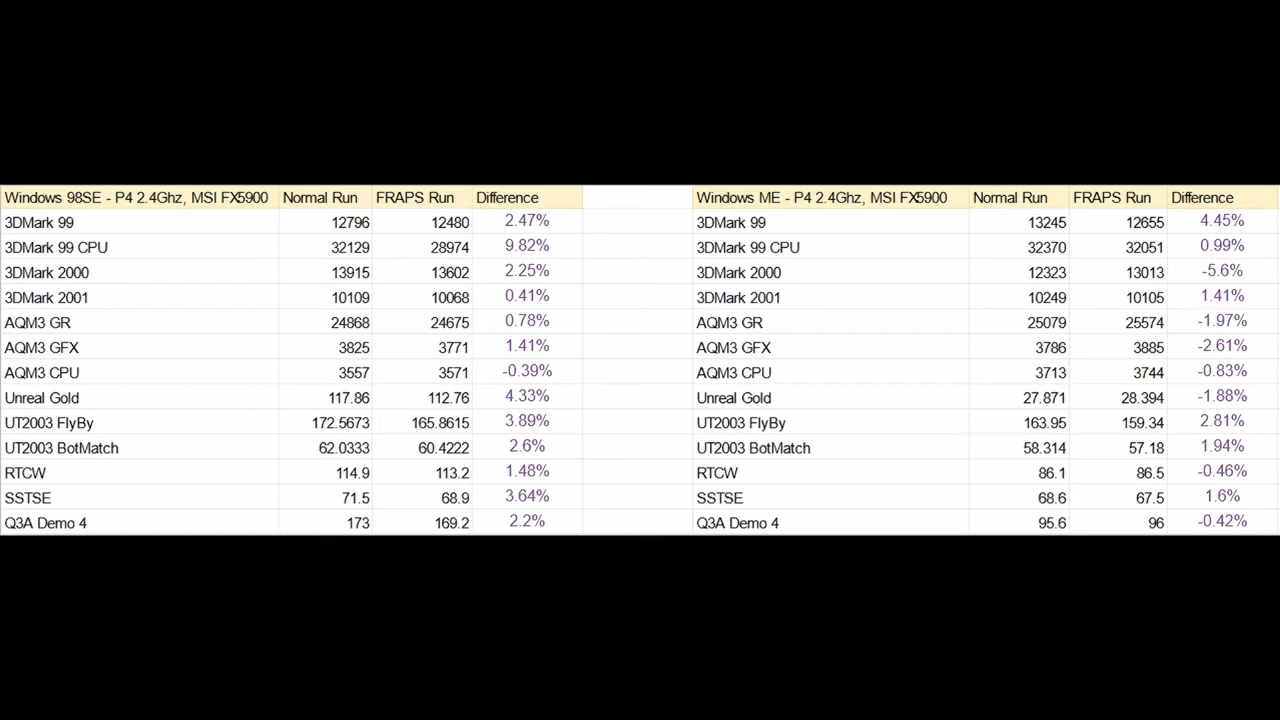 Windows 98SE - P4 2.4Ghz, MSI FX5900 Normal Run FRAPS Run Difference
3DMark 99 12796 12480 2.47%
3DMark 99 CPU 32129 28974 9.82%
3DMark 2000 13915 13602 2.25%
3DMark 2001 10109 10068 0.41%
AQM3 GR 24868 24675 0.78%
AQM3 GFX 3825 3771 1.41%
AQM3 CPU 3557 3571 -0.39%
Unreal Gold 117.86 112.76 4.33%
UT2003 FlyBy 172.5673 165.8615 3.89%
UT2003 BotMatch 62.0333 60.4222 2.6%
RTCW 114.9 113.2 1.48%
SSTSE 71.5 68.9 3.64%
Q3A Demo 4 173 169.2 2.2%
Windows ME - P4 2.4Ghz, MSI FX5900 Normal Run FRAPS Run Difference
3DMark 99 13245 12655 4.45%
3DMark 99 CPU 32370 32051 0.99%
3DMark 2000 12323 13013 -5.6%
3DMark 2001 10249 10105 1.41%
AQM3 GR 25079 25574 -1.97%
AQM3 GFX 3786 3885 -2.61%
AQM3 CPU 3713 3744 -0.83%
Unreal Gold 27.871 28.394 -1.88%
UT2003 FlyBy 163.95 159.34 2.81%
UT2003 BotMatch 58.314 57.18 1.94%
RTCW 86.1 86.5 -0.46%
SSTSE 68.6 67.5 1.6%
Q3A Demo 4 95.6 96 -0.42%